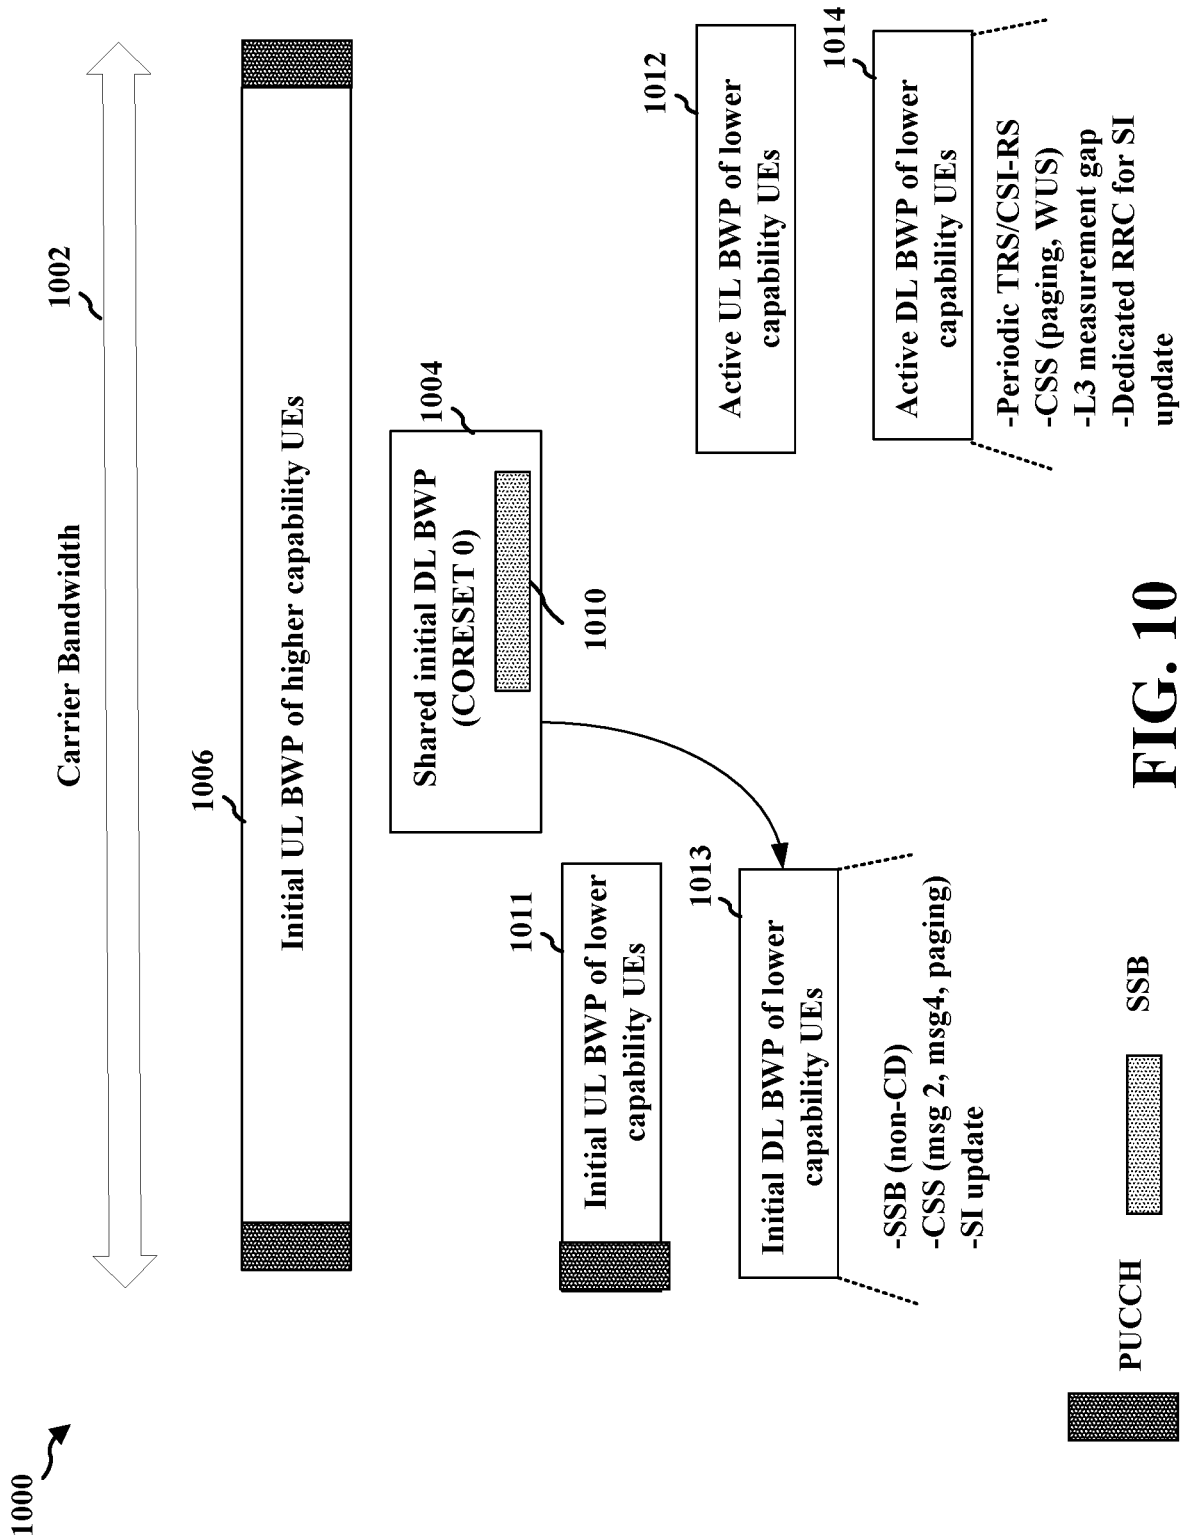 1000
Carrier Bandwidth
1002
1006
Initial UL BWP of higher capability UEs
1004
Shared initial DL BWP
(CORESET 0)
1010
1011
Initial UL BWP of lower
capability UEs
1012
Active UL BWP of lower
capability UEs
1013
Initial DL BWP of lower
capability UEs
-SSB (non-CD)
-CSS (msg 2, msg4, paging)
-SI update
1014
Active DL BWP of lower
capability UEs
-Periodic TRS/CSI-RS
-CSS (paging, WUS)
-L3 measurement gap
-Dedicated RRC for SI
update
PUCCH
SSB
FIG. 10